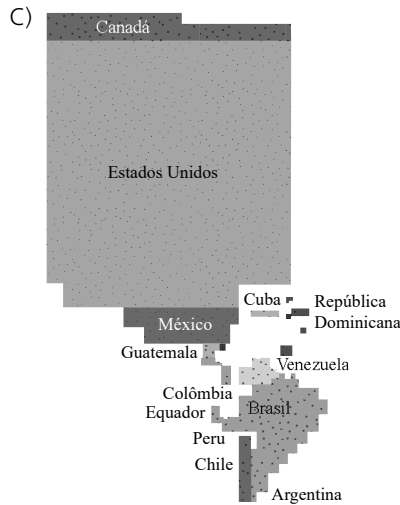 C)
Canadá
Estados Unidos
Cuba
República
Dominicana
México
Guatemala
Venezuela
Colômbia
Equador
Brasil
Peru
Chile
Argentina